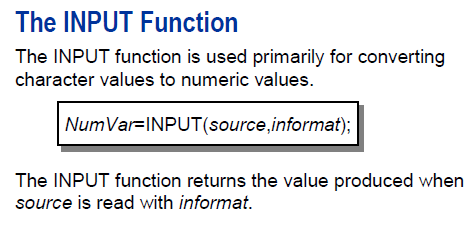 The INPUT Function
The INPUT function is used primarily for converting
character values to numeric values.
NumVar=INPUT(source,informat);
The INPUT function returns the value produced when
source is read with informat.